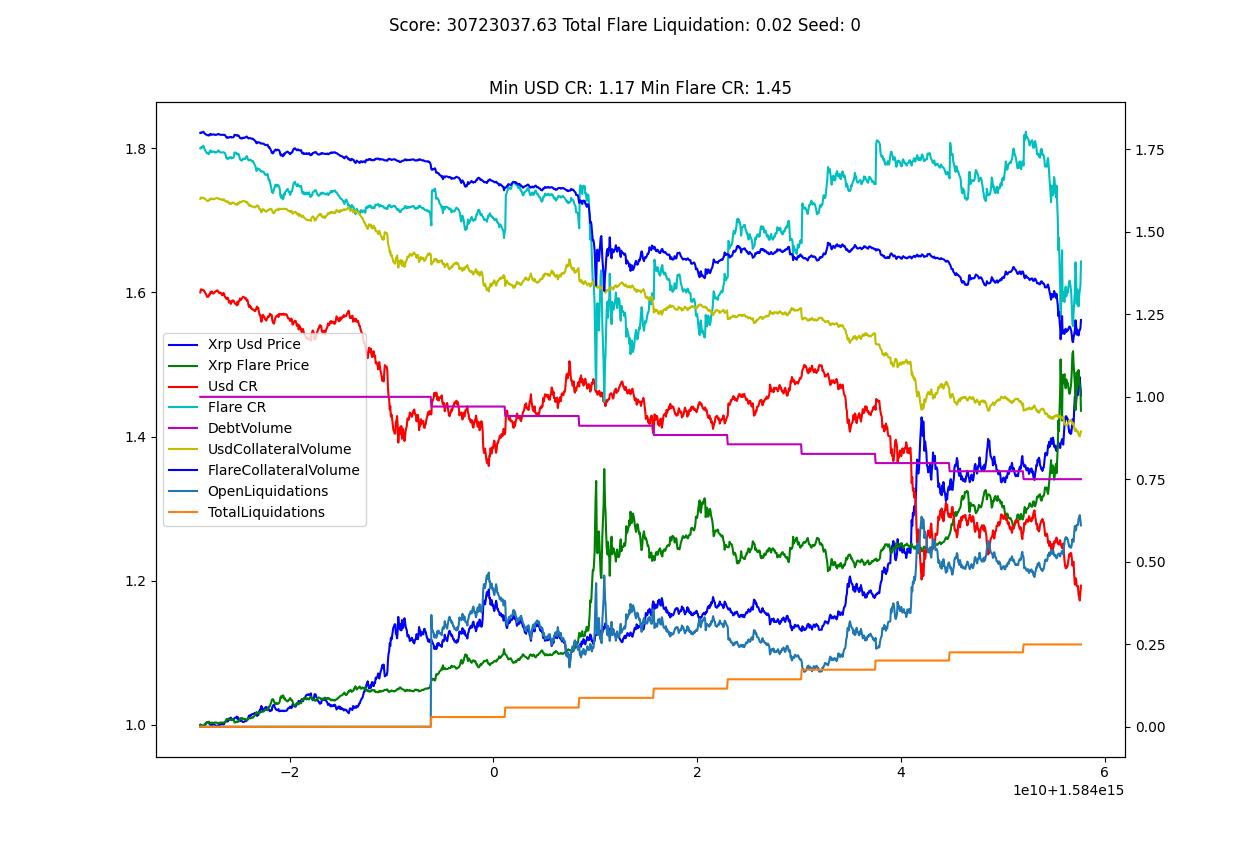 Score: 30723037.63 Total Flare Liquidation: 0.02 Seed: 0
Min USD CR: 1.17 Min Flare CR: 1.45
1.8
1.6
1.4
1.2
1.0
1.75
1.50
1.25
1.00
0.75
0.50
0.25
0.00
Xrp Usd Price
Xrp Flare Price
Usd CR
Flare CR
DebtVolume
UsdCollateralVolume
FlareCollateralVolume
OpenLiquidations
TotalLiquidations
−2 0 2 4 6
1e10+1.584e15